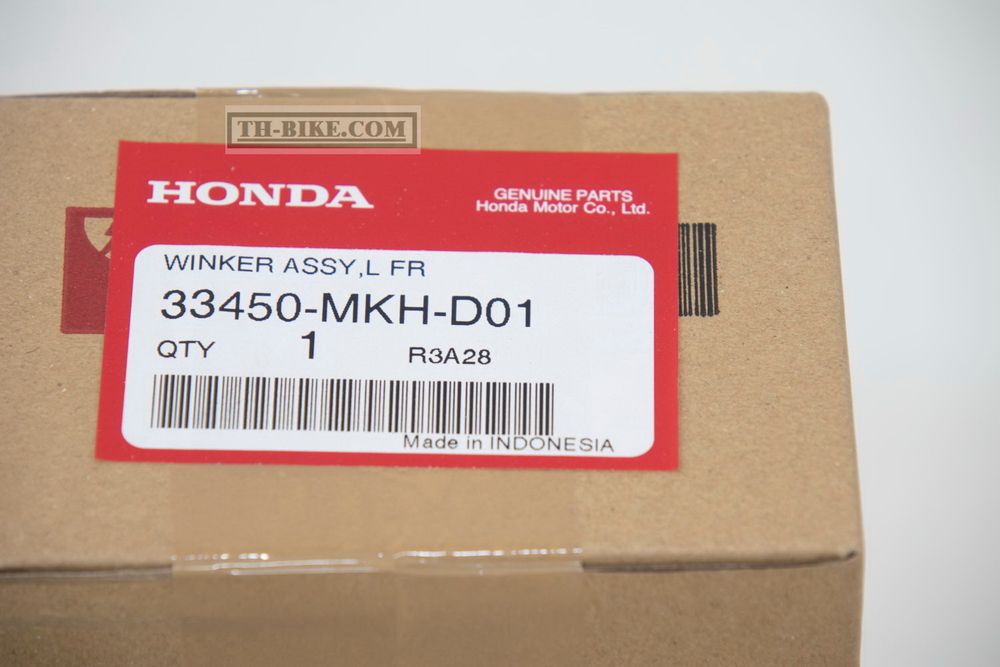 TH-BIKE.COM
HONDA
GENUINE PARTS
Honda Motor Co., Ltd.
WINKER ASSY,L FR
33450-MKH-D01
QTY 1 R3A28
Made in INDONESIA